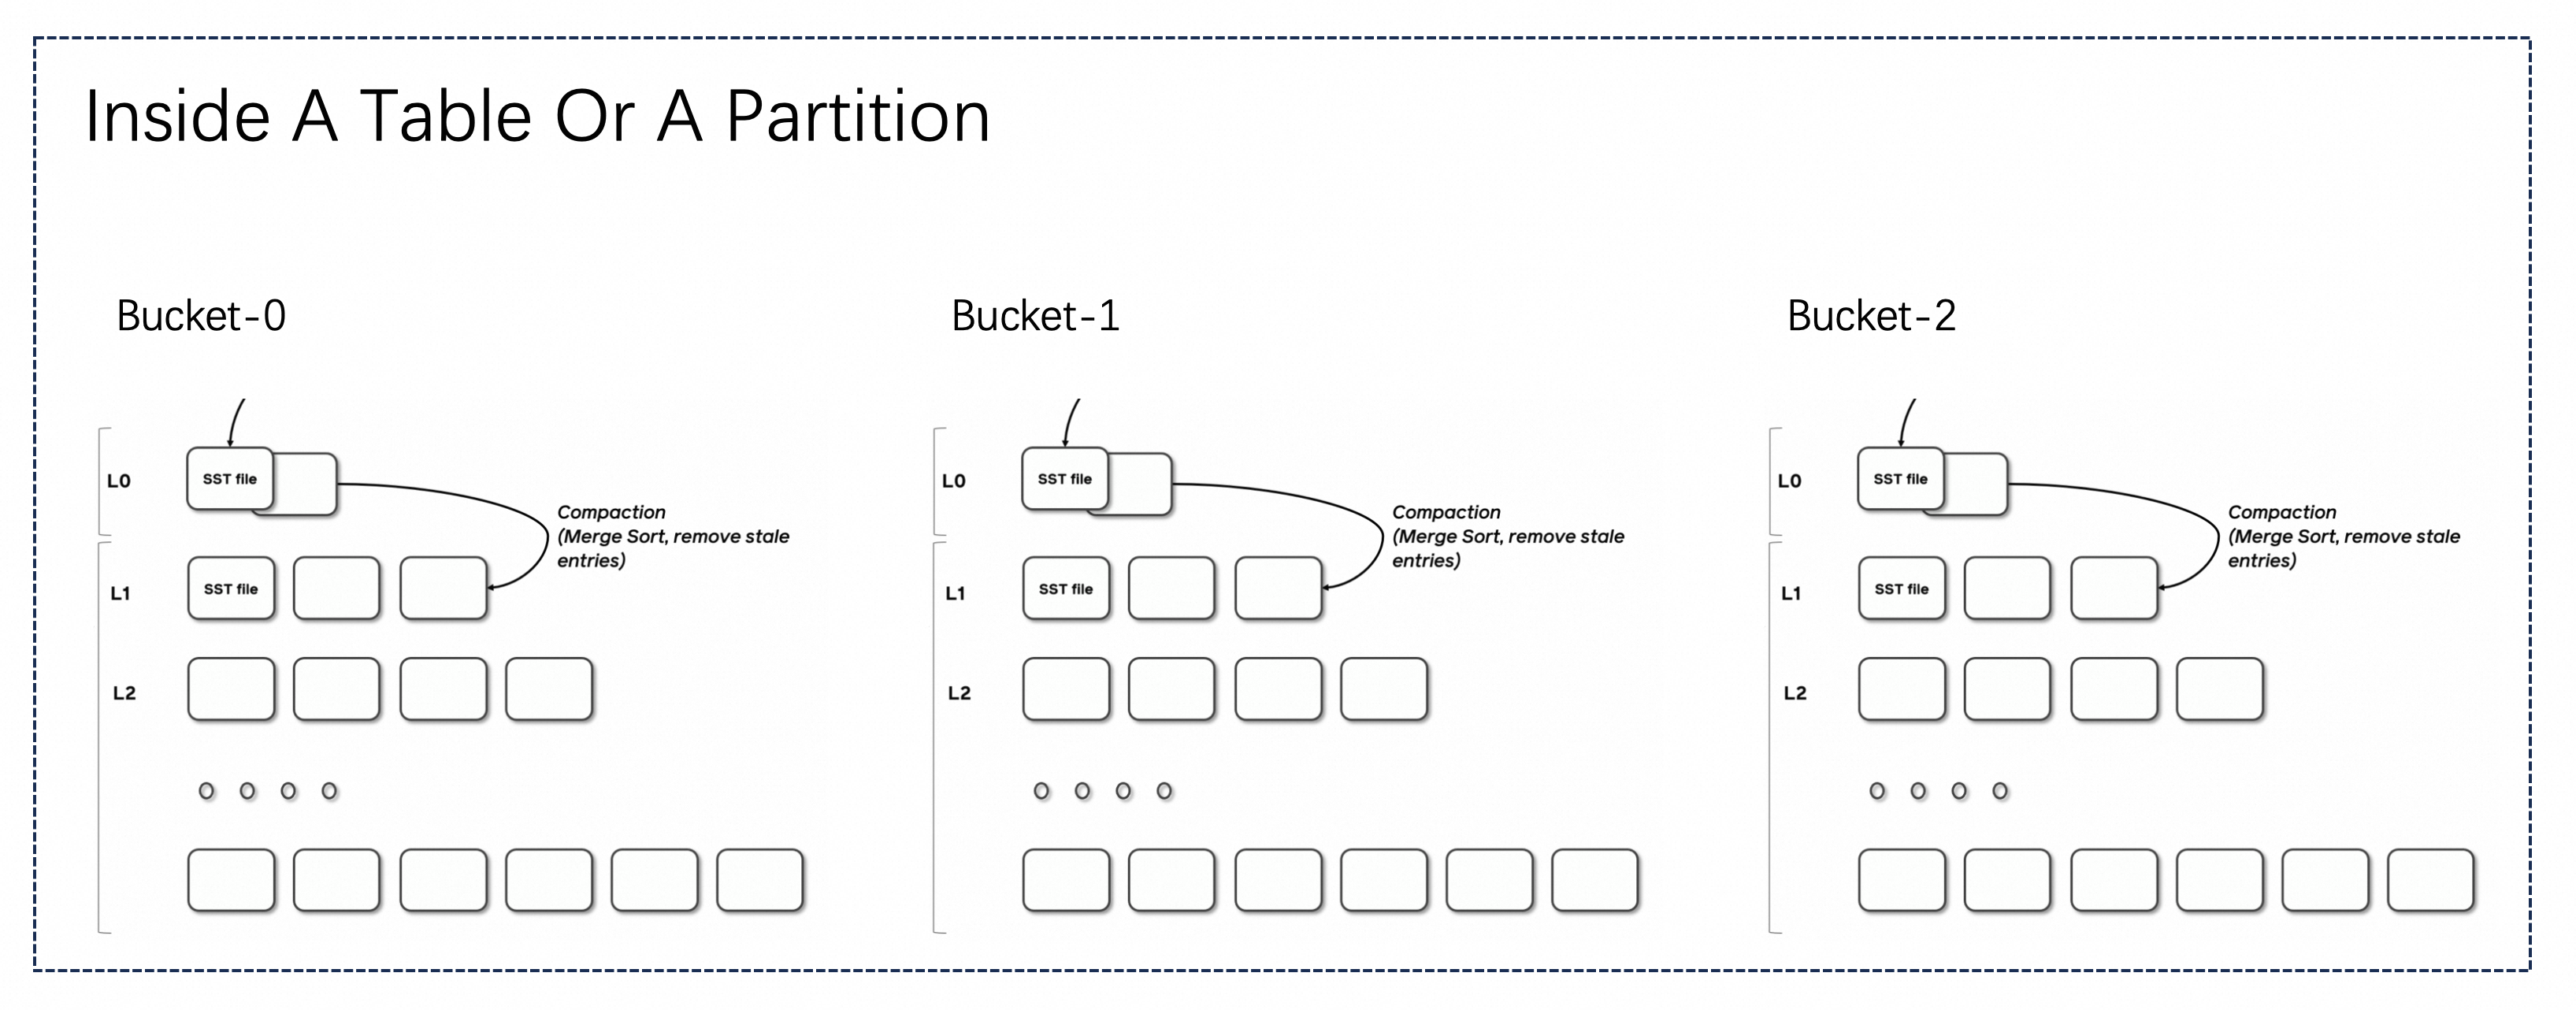 Inside A Table Or A Partition
Bucket-0
L0
SST file
Compaction
(Merge Sort, remove stale
entries)
L1
SST file
L2
Bucket-1
L0
SST file
Compaction
(Merge Sort, remove stale
entries)
L1
SST file
L2
Bucket-2
L0
SST file
Compaction
(Merge Sort, remove stale
entries)
L1
SST file
L2